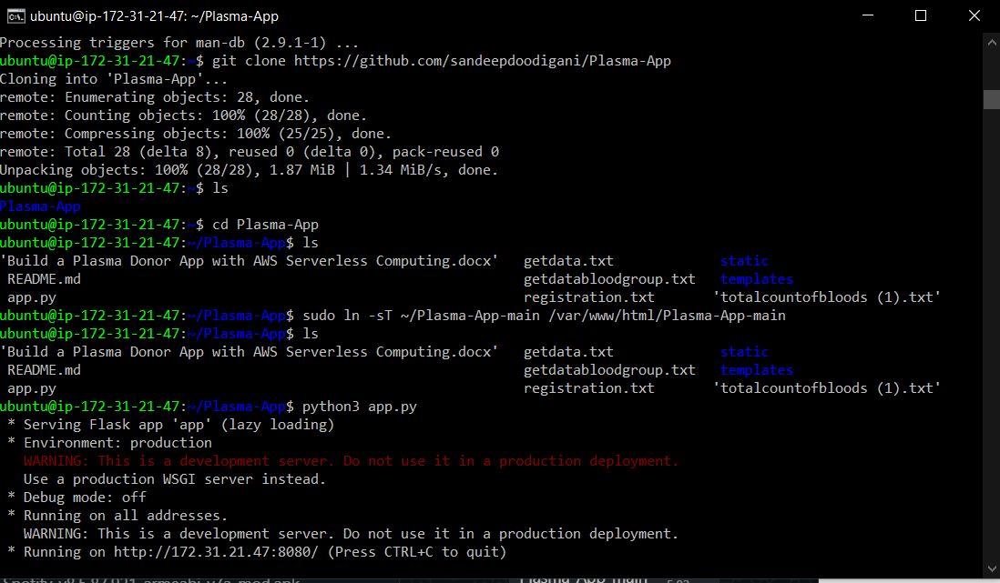 ubuntu@ip-172-31-21-47: ~/Plasma-App
Processing triggers for man-db (2.9.1-1) ...
ubuntu@ip-172-31-21-47:~$ git clone https://github.com/sandeepdoodigani/Plasma-App
Cloning into 'Plasma-App'...
remote: Enumerating objects: 28, done.
remote: Counting objects: 100% (28/28), done.
remote: Compressing objects: 100% (25/25), done.
remote: Total 28 (delta 8), reused 0 (delta 0), pack-reused 0
Unpacking objects: 100% (28/28), 1.87 MiB | 1.34 MiB/s, done.
ubuntu@ip-172-31-21-47:~$ ls
Plasma-App
ubuntu@ip-172-31-21-47:~$ cd Plasma-App
ubuntu@ip-172-31-21-47:~/Plasma-App$ ls
'Build a Plasma Donor App with AWS Serverless Computing.docx' getdata.txt static
README.md getdatabloodgroup.txt templates
app.py registration.txt 'totalcountofbloods (1).txt'
ubuntu@ip-172-31-21-47:~/Plasma-App$ sudo ln -sT ~/Plasma-App-main /var/www/html/Plasma-App-main
ubuntu@ip-172-31-21-47:~/Plasma-App$ ls
'Build a Plasma Donor App with AWS Serverless Computing.docx' getdata.txt static
README.md getdatabloodgroup.txt templates
app.py registration.txt 'totalcountofbloods (1).txt'
ubuntu@ip-172-31-21-47:~/Plasma-App$ python3 app.py
* Serving Flask app 'app' (lazy loading)
* Environment: production
WARNING: This is a development server. Do not use it in a production deployment.
Use a production WSGI server instead.
* Debug mode: off
* Running on all addresses.
WARNING: This is a development server. Do not use it in a production deployment.
* Running on http://172.31.21.47:8080/ (Press CTRL+C to quit)